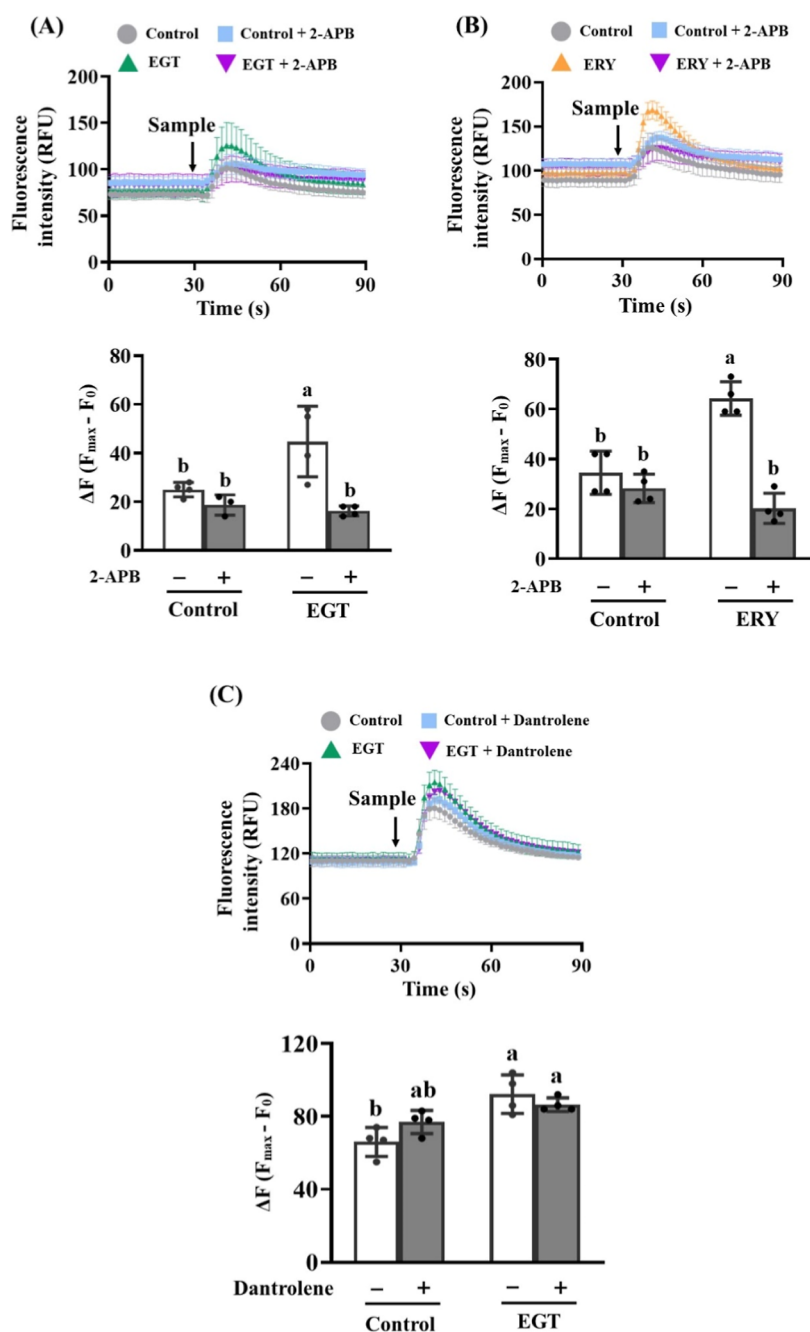 (A)
Control
Control + 2-APB
EGT
EGT + 2-APB
Fluorescence
intensity (RFU)
200
150
100
50
0
Sample
0 30 60 90
Time (s)
ΔF (Fmax - F0)
80
60
40
20
0
b
b
a
b
2-APB − + − +
Control EGT
(B)
Control
Control + 2-APB
ERY
ERY + 2-APB
Fluorescence
intensity (RFU)
200
150
100
50
0
Sample
0 30 60 90
Time (s)
ΔF (Fmax - F0)
80
60
40
20
0
b
b
a
b
2-APB − + − +
Control ERY
(C)
Control
Control + Dantrolene
EGT
EGT + Dantrolene
Fluorescence
intensity (RFU)
240
180
120
60
0
Sample
0 30 60 90
Time (s)
ΔF (Fmax - F0)
120
80
40
0
b
ab
a
a
Dantrolene − + − +
Control EGT